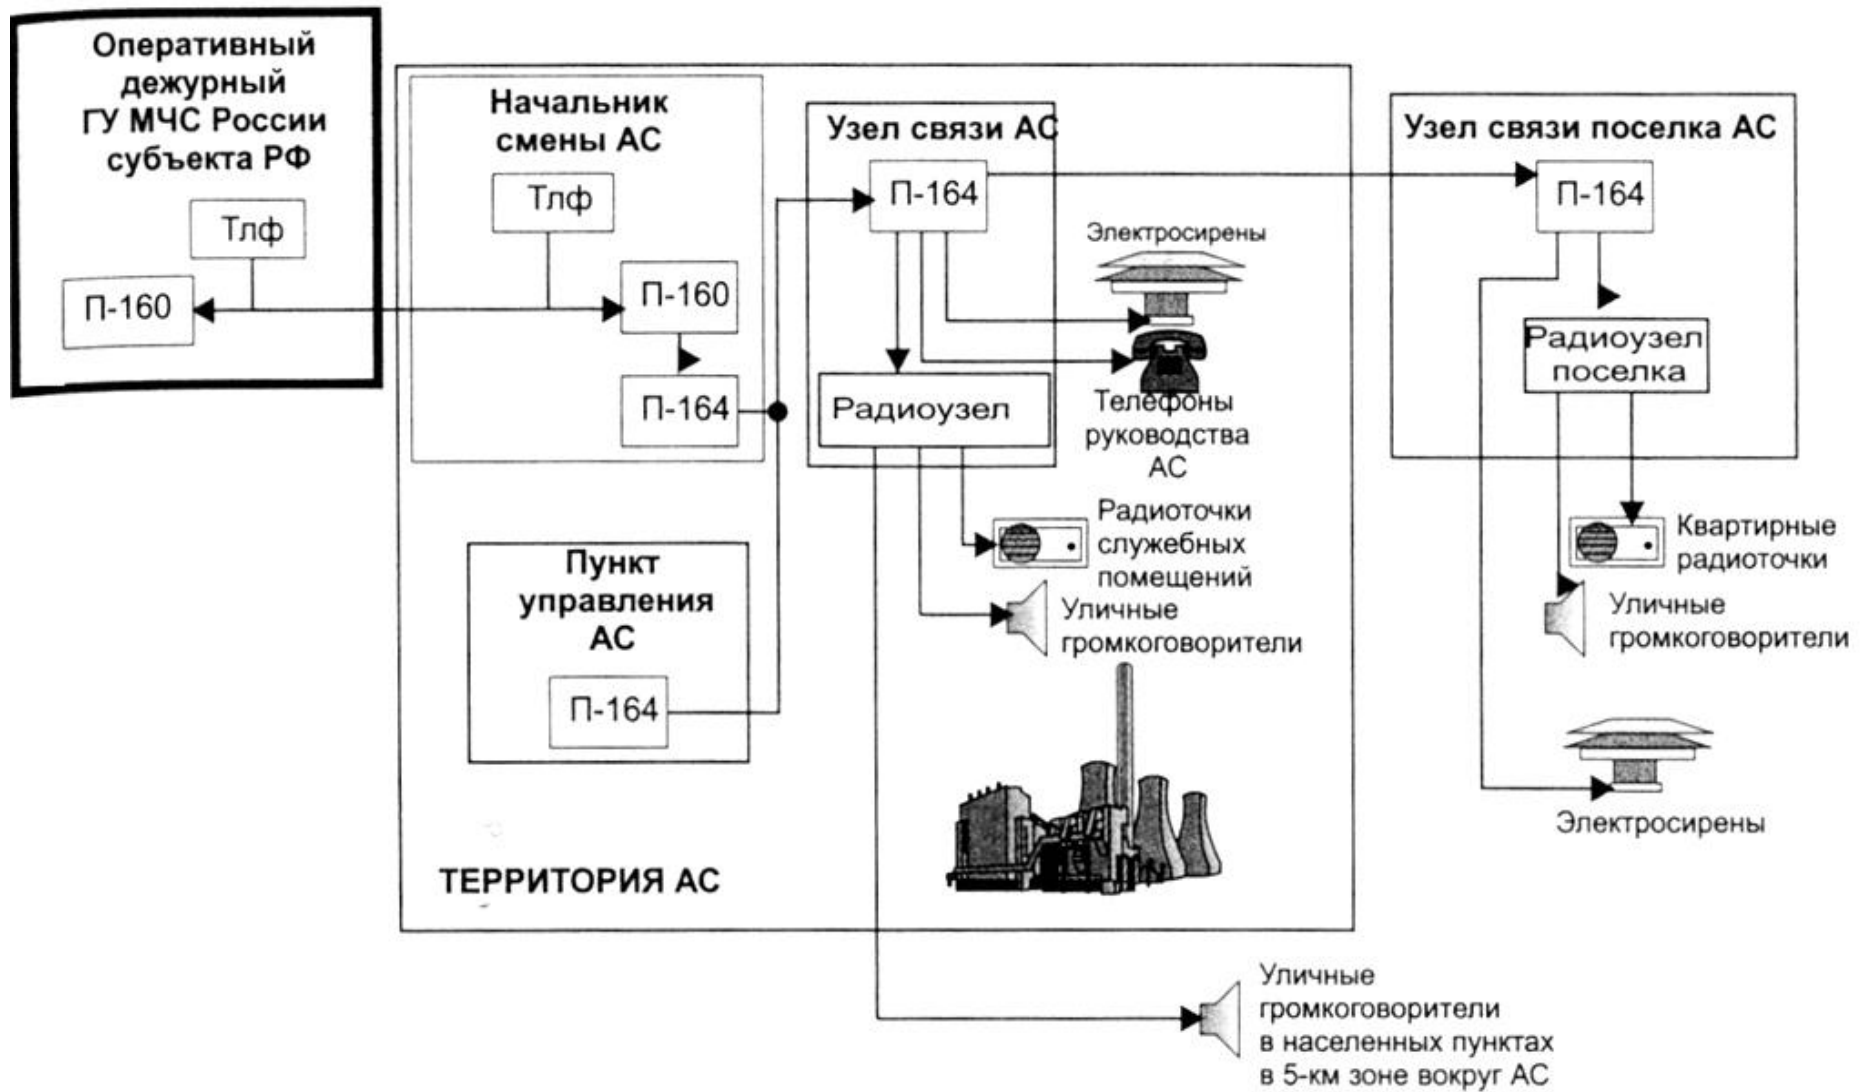 Оперативный
дежурный
ГУ МЧС России
субъекта РФ
Тлф
П-160
Начальник
смены АС
Тлф
П-160
П-164
Узел связи АС
П-164
Радиоузел
Электросирены
Телефоны
руководства
АС
Радиоточки
служебных
помещений
Уличные
громкоговорители
Пункт
управления
АС
П-164
ТЕРРИТОРИЯ АС
Узел связи поселка АС
П-164
Радиоузел
поселка
Квартирные
радиоточки
Уличные
громкоговорители
Электросирены
Уличные
громкоговорители
в населенных пунктах
в 5-км зоне вокруг АС